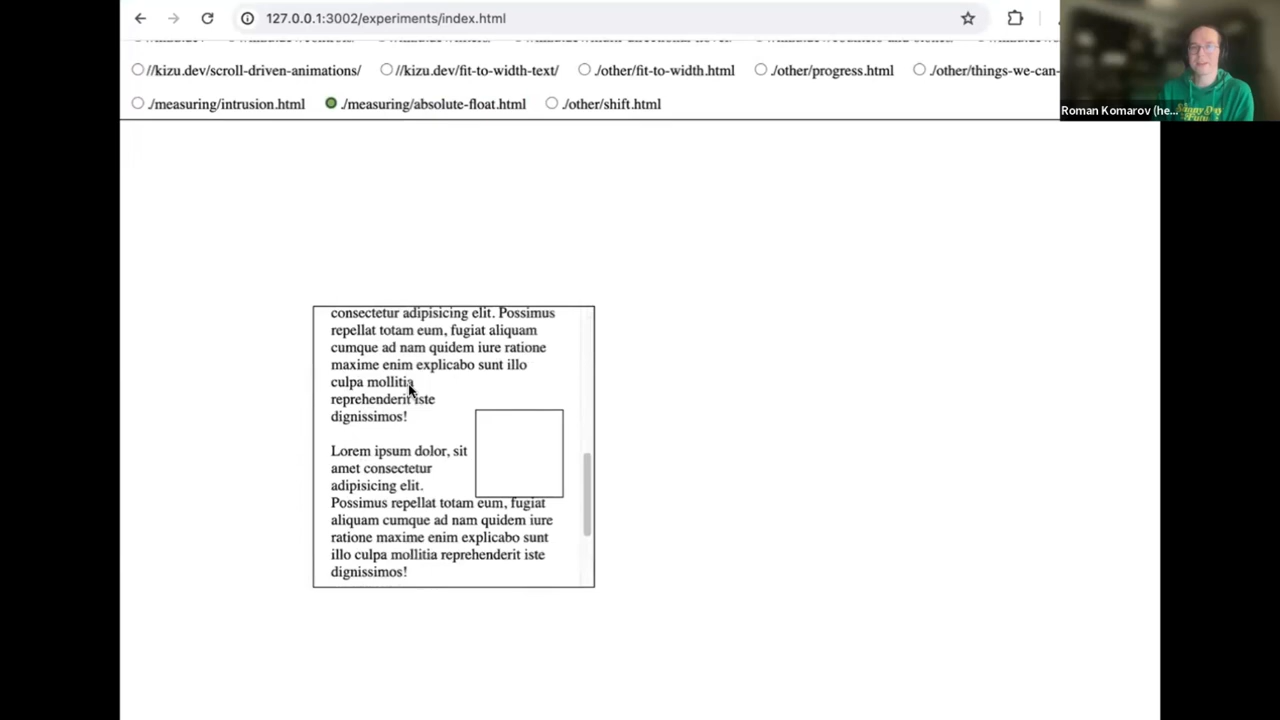 127.0.0.1:3002/experiments/index.html
//kizu.dev/scroll-driven-animations/ //kizu.dev/fit-to-width-text/ ./other/fit-to-width.html ./other/progress.html ./other/things-we-can-
./measuring/intrusion.html ./measuring/absolute-float.html ./other/shift.html
Roman Komarov (he...
consectetur adipisicing elit. Possimus
repellat totam eum, fugiat aliquam
cumque ad nam quidem iure ratione
maxime enim explicabo sunt illo
culpa mollitia
reprehenderit iste
dignissimos!
Lorem ipsum dolor, sit
amet consectetur
adipisicing elit.
Possimus repellat totam eum, fugiat
aliquam cumque ad nam quidem iure
ratione maxime enim explicabo sunt
illo culpa mollitia reprehenderit iste
dignissimos!